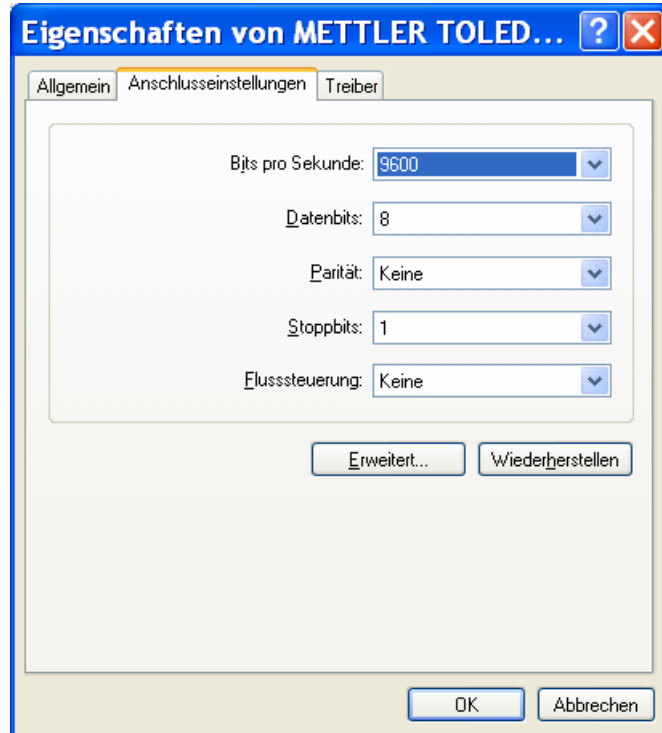 Eigenschaften von METTLER TOLED...
Allgemein Anschlusseinstellungen Treiber
Bits pro Sekunde: 9600
Datenbits: 8
Parität: Keine
Stoppbits: 1
Flusssteuerung: Keine
Erweitert... Wiederherstellen
OK Abbrechen